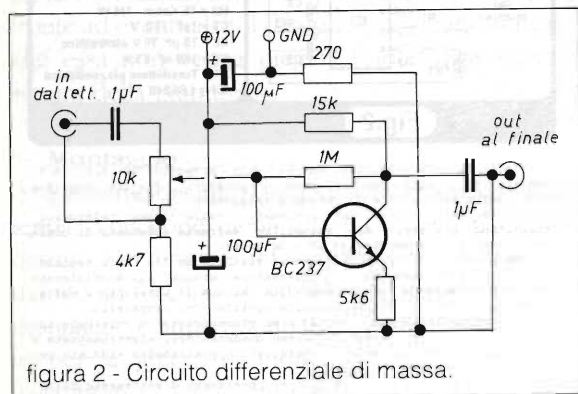 ⊕12V
GND
in
dal lett.
1μF
+
100μF
270
15k
out
al finale
10k
1M
1μF
4k7
+
100μF
BC237
5k6
figura 2 - Circuito differenziale di massa.